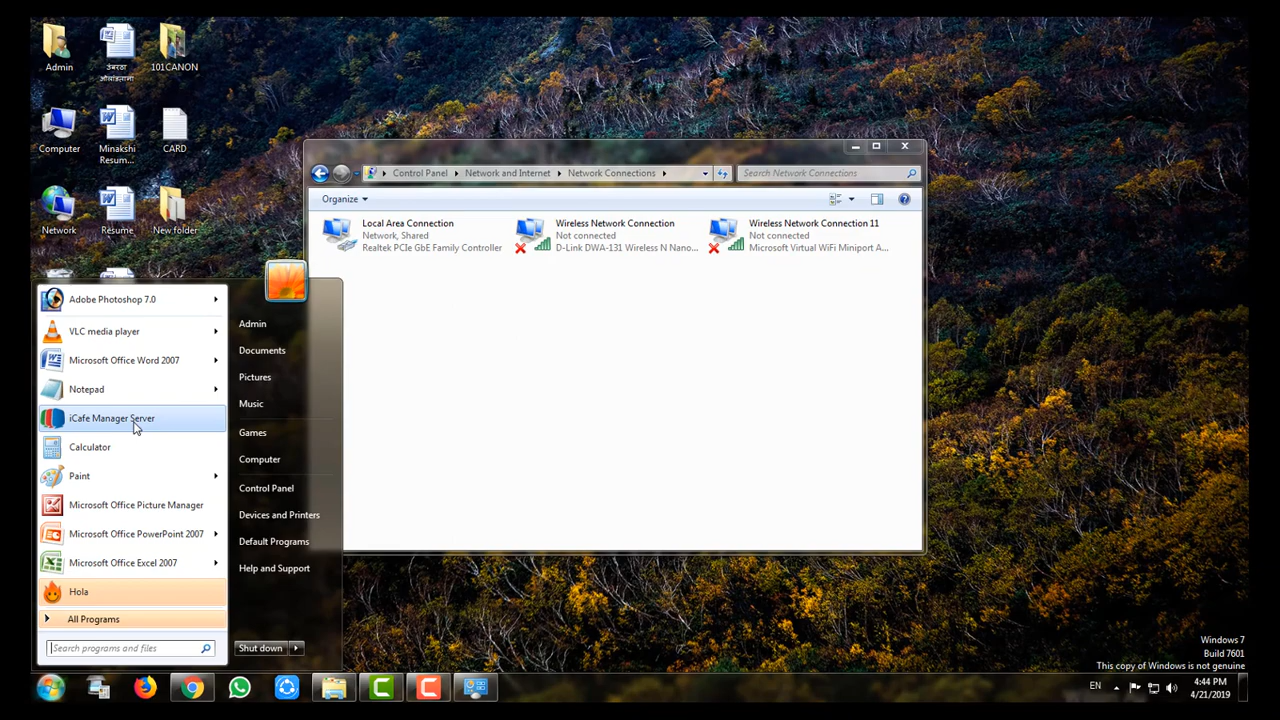 Admin
उंबरठा
ओलांडताना
101CANON
Computer
Minakshi
Resum...
CARD
Network
Resume
New folder
Control Panel
Network and Internet
Network Connections
Search Network Connections
Organize
Local Area Connection
Network, Shared
Realtek PCIe GbE Family Controller
Wireless Network Connection
Not connected
D-Link DWA-131 Wireless N Nano...
Wireless Network Connection 11
Not connected
Microsoft Virtual WiFi Miniport A...
Adobe Photoshop 7.0
VLC media player
Microsoft Office Word 2007
Notepad
iCafe Manager Server
Calculator
Paint
Microsoft Office Picture Manager
Microsoft Office PowerPoint 2007
Microsoft Office Excel 2007
Hola
All Programs
Search programs and files
Admin
Documents
Pictures
Music
Games
Computer
Control Panel
Devices and Printers
Default Programs
Help and Support
Shut down
Windows 7
Build 7601
This copy of Windows is not genuine
EN
4:44 PM
4/21/2019